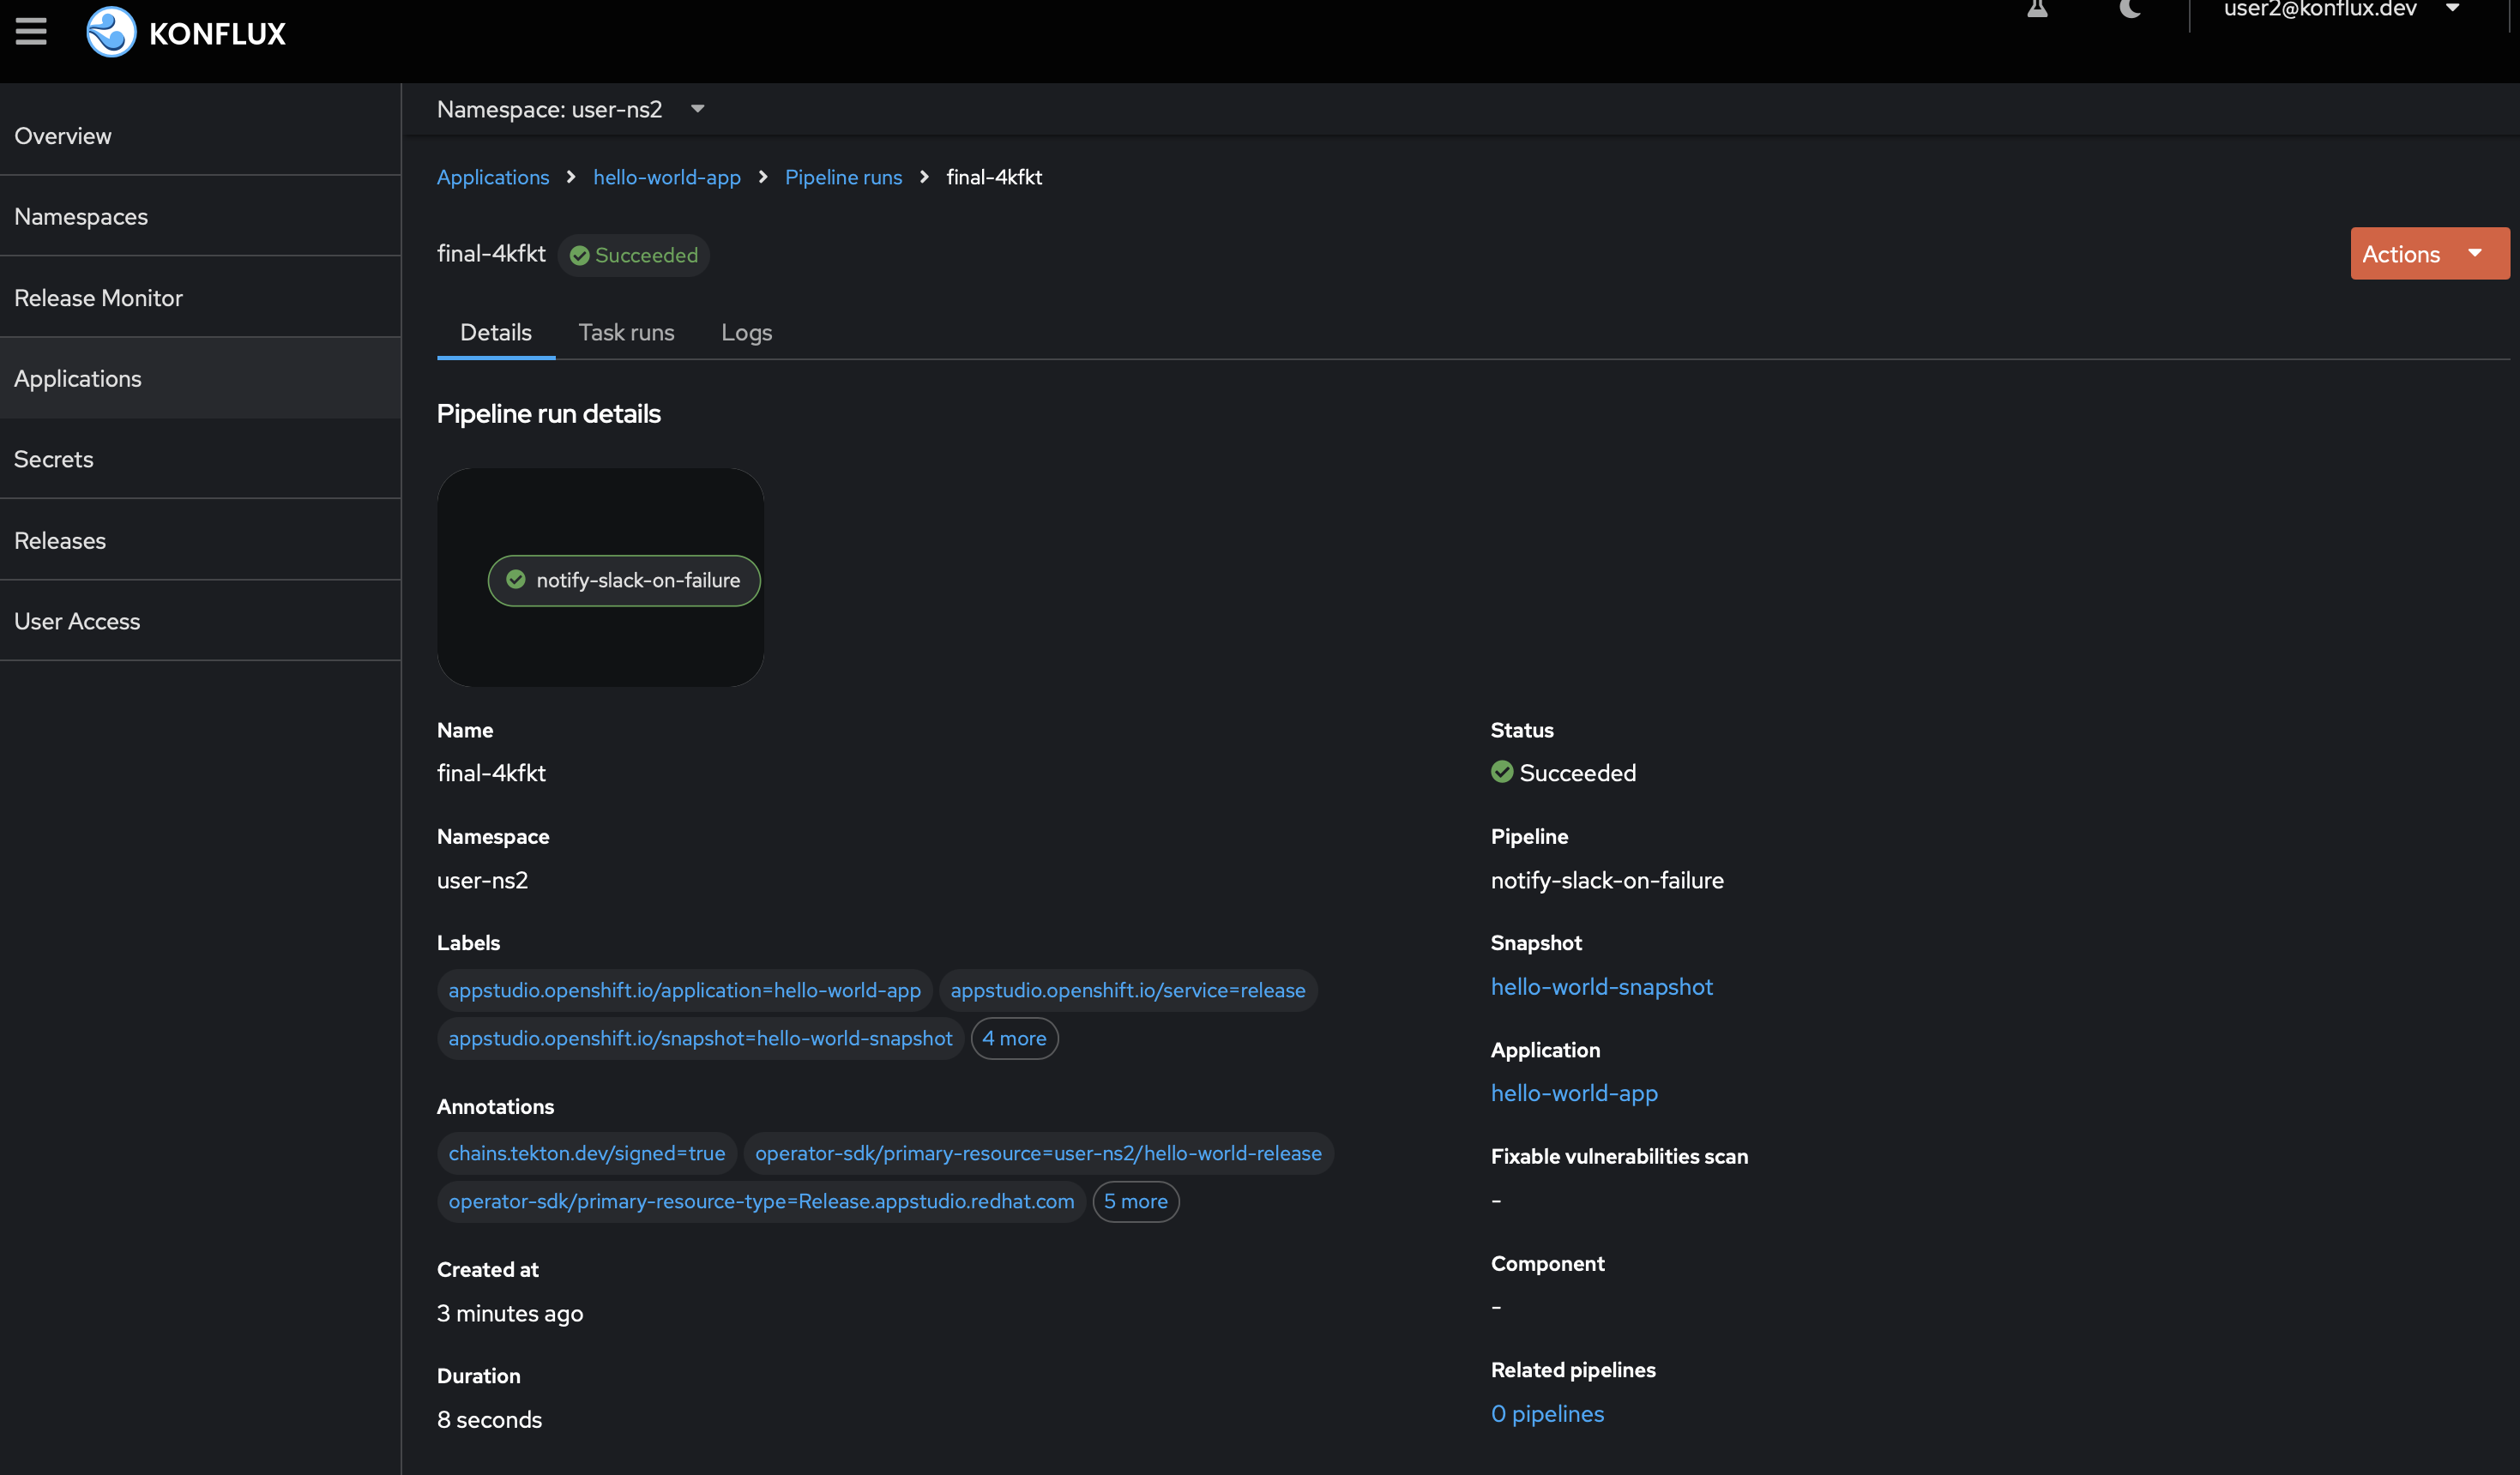 KONFLUX
user2@konflux.dev
Overview
Namespaces
Release Monitor
Applications
Secrets
Releases
User Access
Namespace: user-ns2
Applications > hello-world-app > Pipeline runs > final-4kfkt
final-4kfkt Succeeded
Actions
Details Task runs Logs
Pipeline run details
notify-slack-on-failure
Name
final-4kfkt
Namespace
user-ns2
Labels
appstudio.openshift.io/application=hello-world-app appstudio.openshift.io/service=release
appstudio.openshift.io/snapshot=hello-world-snapshot 4 more
Annotations
chains.tekton.dev/signed=true operator-sdk/primary-resource=user-ns2/hello-world-release
operator-sdk/primary-resource-type=Release.appstudio.redhat.com 5 more
Created at
3 minutes ago
Duration
8 seconds
Status
Succeeded
Pipeline
notify-slack-on-failure
Snapshot
hello-world-snapshot
Application
hello-world-app
Fixable vulnerabilities scan
-
Component
-
Related pipelines
0 pipelines